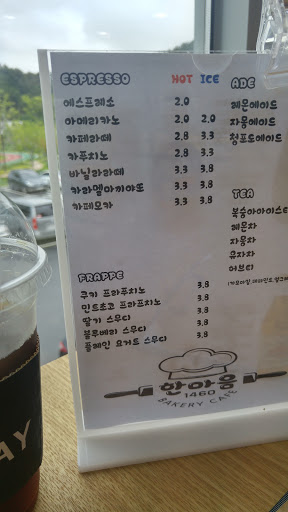 ESPRESSO HOT ICE
에스프레소 2.0
아메리카노 2.0 2.0
카페라떼 2.8 3.3
카푸치노 2.8 3.3
바닐라라떼 3.3 3.8
카라멜마끼야또 3.3 3.8
카페모카 3.3 3.8
FRAPPE
쿠키 프라푸치노 3.8
민트초코 프라프치노 3.8
딸기 스무디 3.8
블루베리 스무디 3.8
플레인 요거트 스무디 3.8
ADE
레몬에이드
자몽에이드
청포도에이드
TEA
복숭아아이스
레몬차
자몽차
유자차
허브티
한마음
1460
BAKERY CAFE
AY